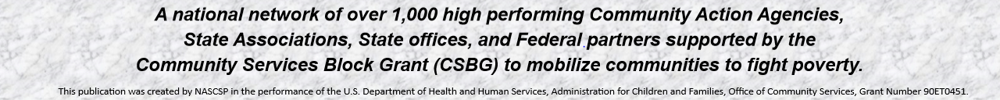 A national network of over 1,000 high performing Community Action Agencies,
State Associations, State offices, and Federal partners supported by the
Community Services Block Grant (CSBG) to mobilize communities to fight poverty.
This publication was created by NASCSP in the performance of the U.S. Department of Health and Human Services, Administration for Children and Families, Office of Community Services, Grant Number 90ET0451.